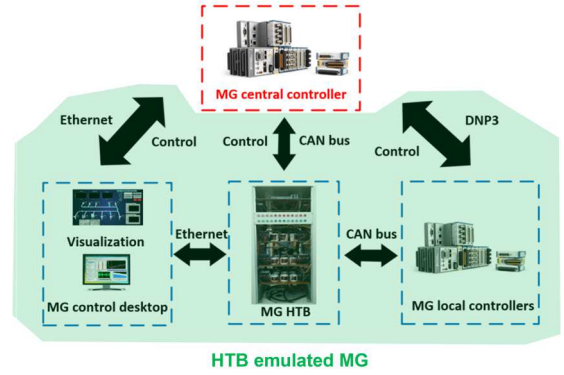 MG central controller
Ethernet
Control
Control
CAN bus
DNP3
Control
Visualization
MG control desktop
Ethernet
MG HTB
CAN bus
MG local controllers
HTB emulated MG